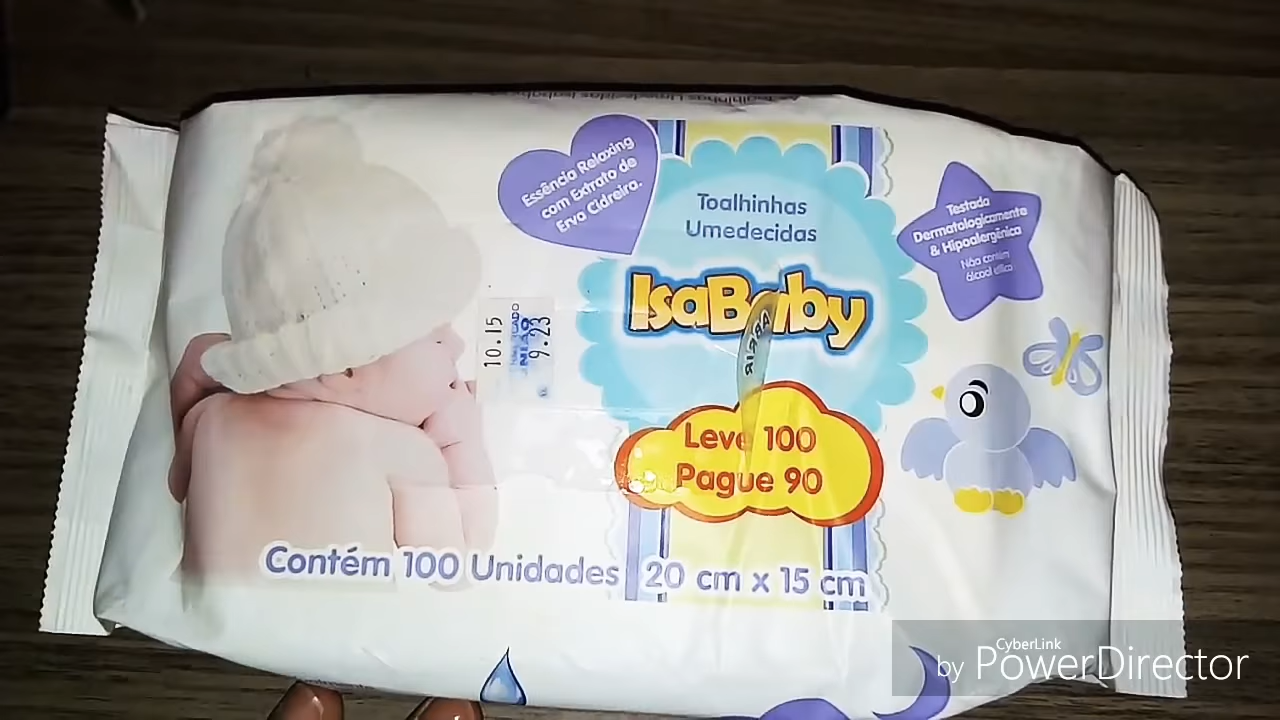 Essência Relaxing
com Extrato de
Erva Cidreira.
Toalhinhas
Umedecidas
IsaBaby
ABRIR
Testada
Dermatologicamente
& Hipoalergênica
Não contém
álcool etílico
10.15
9.23
Leve 100
Pague 90
Contém 100 Unidades 20 cm x 15 cm
CyberLink
by PowerDirector